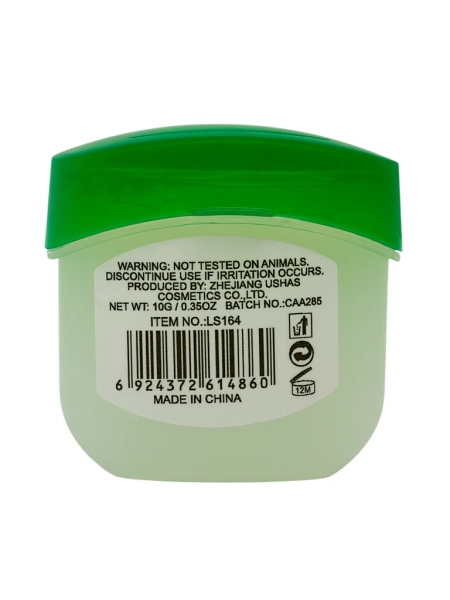 WARNING: NOT TESTED ON ANIMALS.
DISCONTINUE USE IF IRRITATION OCCURS.
PRODUCED BY: ZHEJIANG USHAS
COSMETICS CO.,LTD.
NET WT: 10G / 0.35OZ BATCH NO.:CAA285
ITEM NO.:LS164
6 924372 614860
12M
MADE IN CHINA